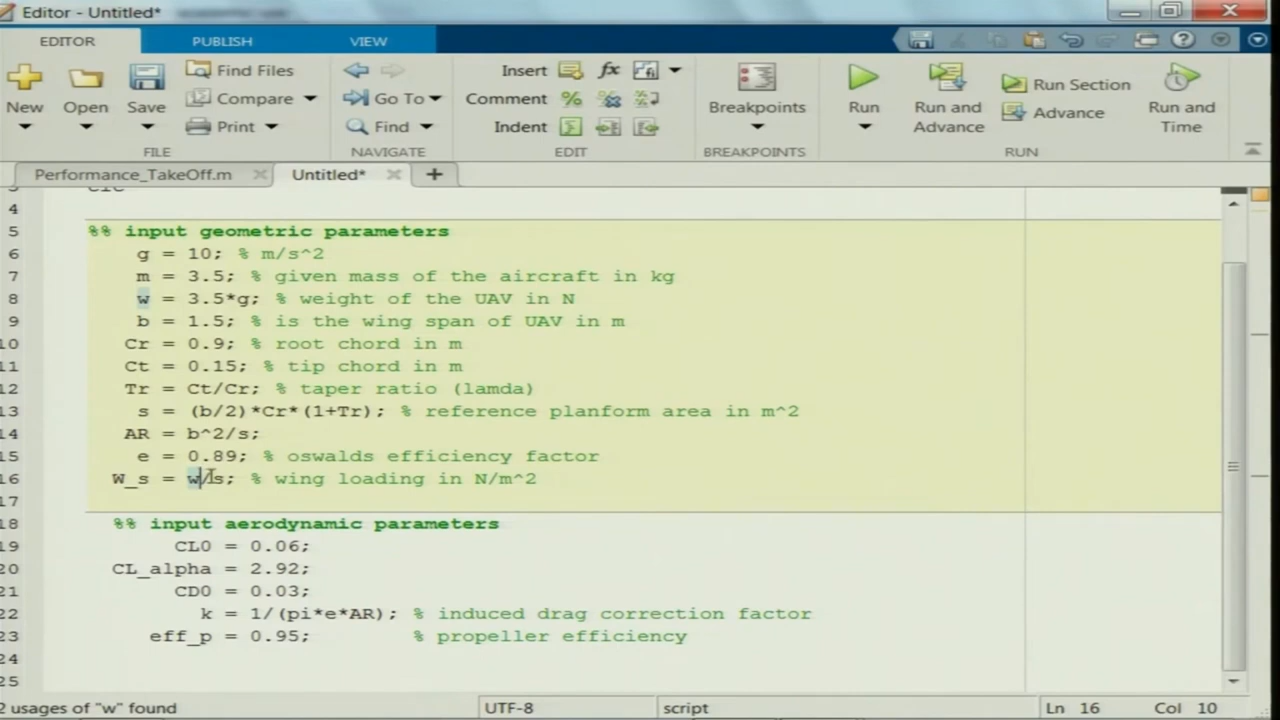 Editor - Untitled*
EDITOR PUBLISH VIEW
New Open Save Find Files Compare Print FILE
Go To Find NAVIGATE
Insert fx Comment Indent EDIT
Breakpoints BREAKPOINTS
Run Run and Advance Run Section Advance Run and Time RUN
Performance_TakeOff.m Untitled* +
4
5 %% input geometric parameters
6 g = 10; % m/s^2
7 m = 3.5; % given mass of the aircraft in kg
8 w = 3.5*g; % weight of the UAV in N
9 b = 1.5; % is the wing span of UAV in m
10 Cr = 0.9; % root chord in m
11 Ct = 0.15; % tip chord in m
12 Tr = Ct/Cr; % taper ratio (lamda)
13 s = (b/2)*Cr*(1+Tr); % reference planform area in m^2
14 AR = b^2/s;
15 e = 0.89; % oswalds efficiency factor
16 W_s = w/s; % wing loading in N/m^2
17
18 %% input aerodynamic parameters
19 CL0 = 0.06;
20 CL_alpha = 2.92;
21 CD0 = 0.03;
22 k = 1/(pi*e*AR); % induced drag correction factor
23 eff_p = 0.95; % propeller efficiency
24
25
2 usages of "w" found UTF-8 script Ln 16 Col 10